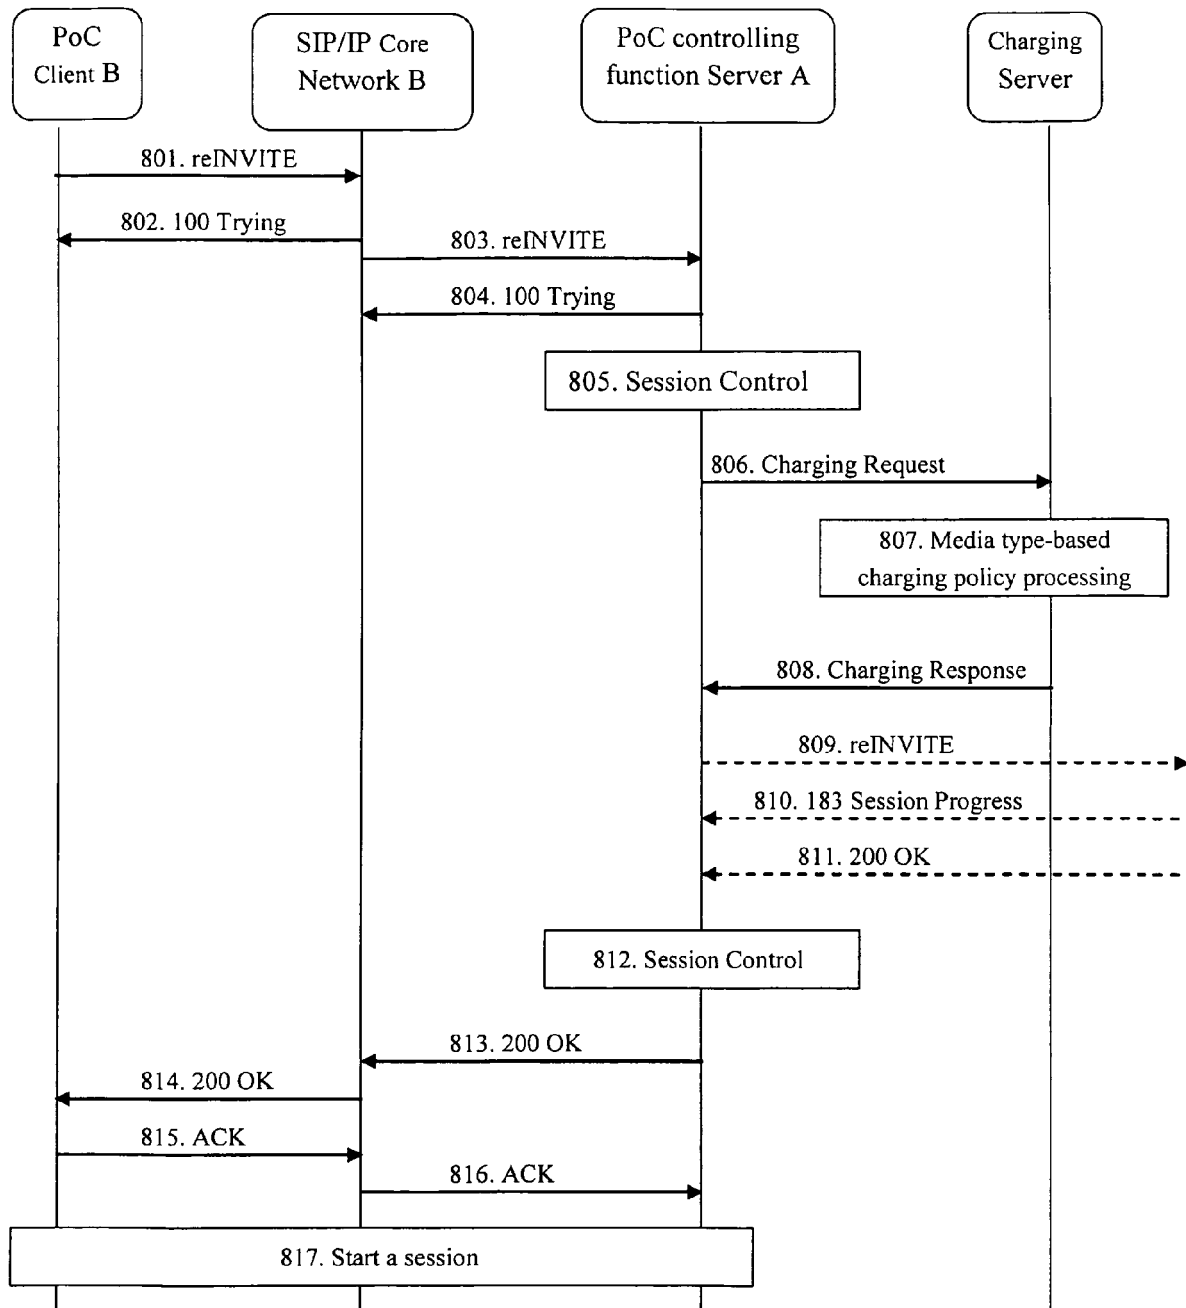 PoC
Client B
SIP/IP Core
Network B
PoC controlling
function Server A
Charging
Server
801. reINVITE
802. 100 Trying
803. reINVITE
804. 100 Trying
805. Session Control
806. Charging Request
807. Media type-based
charging policy processing
808. Charging Response
809. reINVITE
810. 183 Session Progress
811. 200 OK
812. Session Control
813. 200 OK
814. 200 OK
815. ACK
816. ACK
817. Start a session